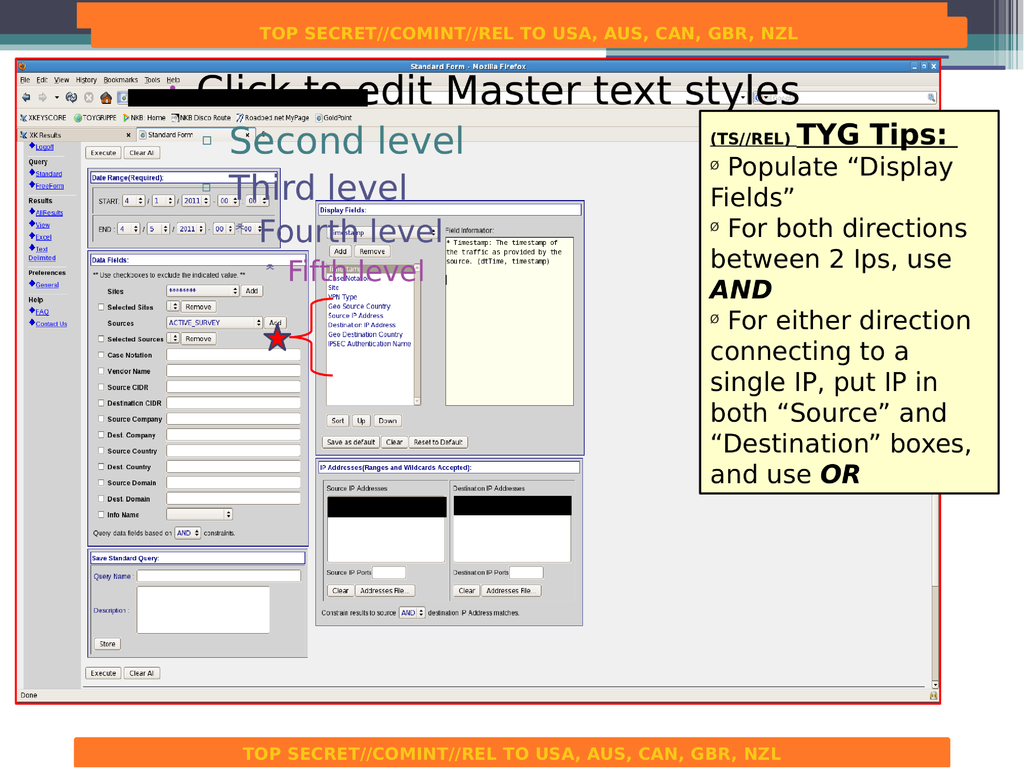 TOP SECRET//COMINT//REL TO USA, AUS, CAN, GBR, NZL
Standard Form - Mozilla Firefox
File Edit View History Bookmarks Tools Help
Click to edit Master text styles
XKEYSCORE TOYGRIPPE NKB Home NKB Disco Route Roadbed.net MyPage GoldPoint
XK Results Standard Form
Second level
Third level
Fourth level
Fifth level
Logoff
Query
Standard
FreeForm
Results
AllResults
View
Excel
Text
Delimited
Preferences
General
Help
FAQ
Contact Us
Execute Clear All
Date Range(Required):
START: 4 / 1 / 2011 - 00 : 00
END : 4 / 5 / 2011 - 00 : 00
Data Fields:
** Use checkboxes to exclude the indicated value. **
Sites ******** Add
Selected Sites Remove
Sources ACTIVE_SURVEY Add
Selected Sources Remove
Case Notation
Vendor Name
Source CIDR
Destination CIDR
Source Company
Dest. Company
Source Country
Dest. Country
Source Domain
Dest. Domain
Info Name
Query data fields based on AND constraints.
Save Standard Query:
Query Name :
Description :
Store
Execute Clear All
Display Fields:
Timestamp
Add Remove
Timestamp
Case Notation
Site
VPN Type
Geo Source Country
Source IP Address
Destination IP Address
Geo Destination Country
IPSEC Authentication Name
Sort Up Down
Save as default Clear Reset to Default
Field Information:
* Timestamp: The timestamp of
the traffic as provided by the
source. (dtTime, timestamp)
IP Addresses(Ranges and Wildcards Accepted):
Source IP Addresses Destination IP Addresses
Source IP Ports Destination IP Ports
Clear Addresses File... Clear Addresses File...
Constrain results to source AND destination IP Address matches.
Done
(TS//REL) TYG Tips:
Ø Populate “Display
Fields”
Ø For both directions
between 2 Ips, use
AND
Ø For either direction
connecting to a
single IP, put IP in
both “Source” and
“Destination” boxes,
and use OR
TOP SECRET//COMINT//REL TO USA, AUS, CAN, GBR, NZL